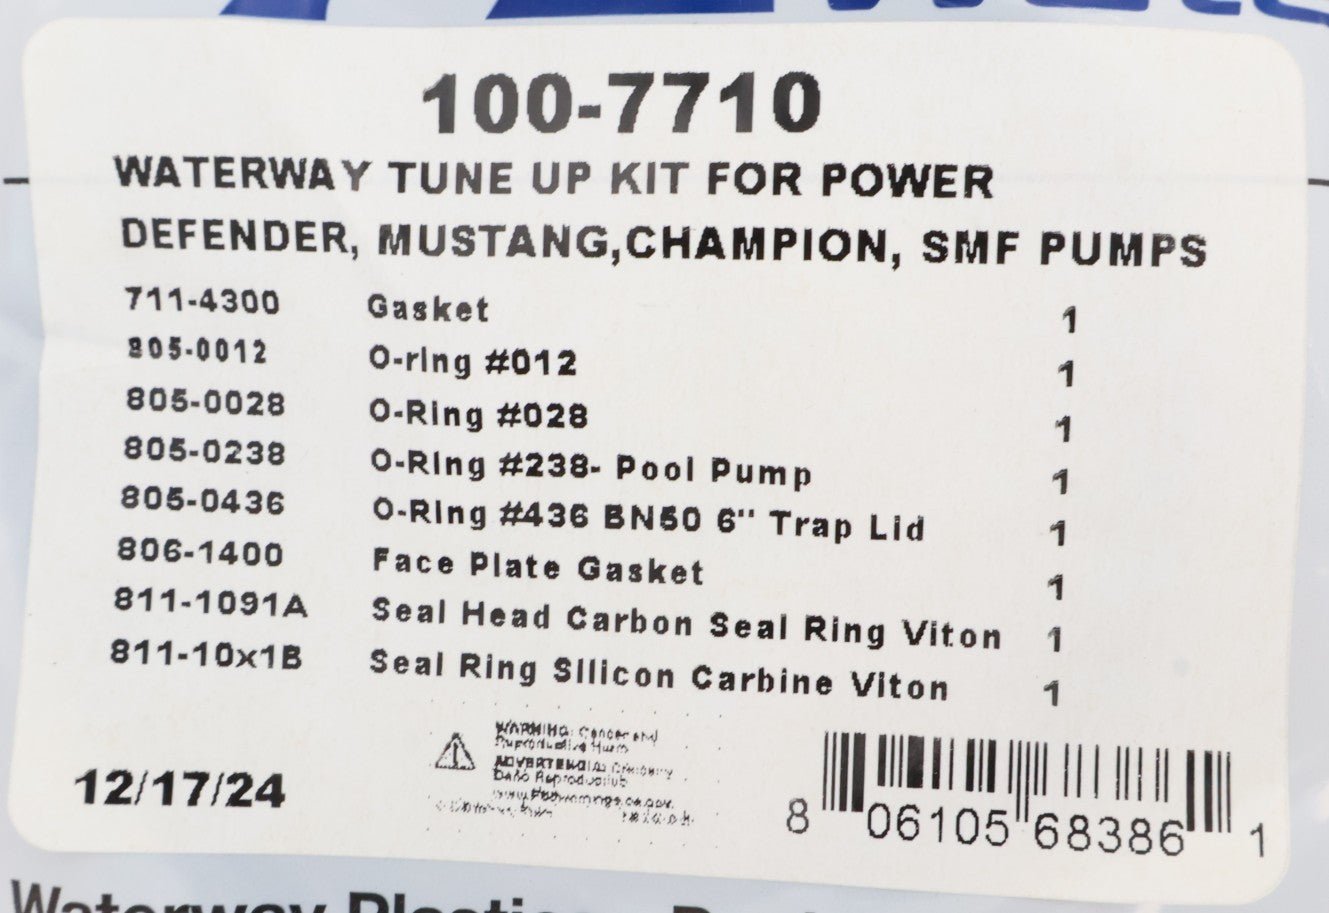 100-7710
WATERWAY TUNE UP KIT FOR POWER
DEFENDER, MUSTANG,CHAMPION, SMF PUMPS
711-4300 Gasket 1
805-0012 O-ring #012 1
805-0028 O-Ring #028 1
805-0238 O-Ring #238- Pool Pump 1
805-0436 O-Ring #436 BN50 6" Trap Lid 1
806-1400 Face Plate Gasket 1
811-1091A Seal Head Carbon Seal Ring Viton 1
811-10x1B Seal Ring Silicon Carbine Viton 1
WARNING: Cancer and
Reproductive Harm
ADVERTENCIA:
Daño
12/17/24
8 06105 68386 1
Waterway